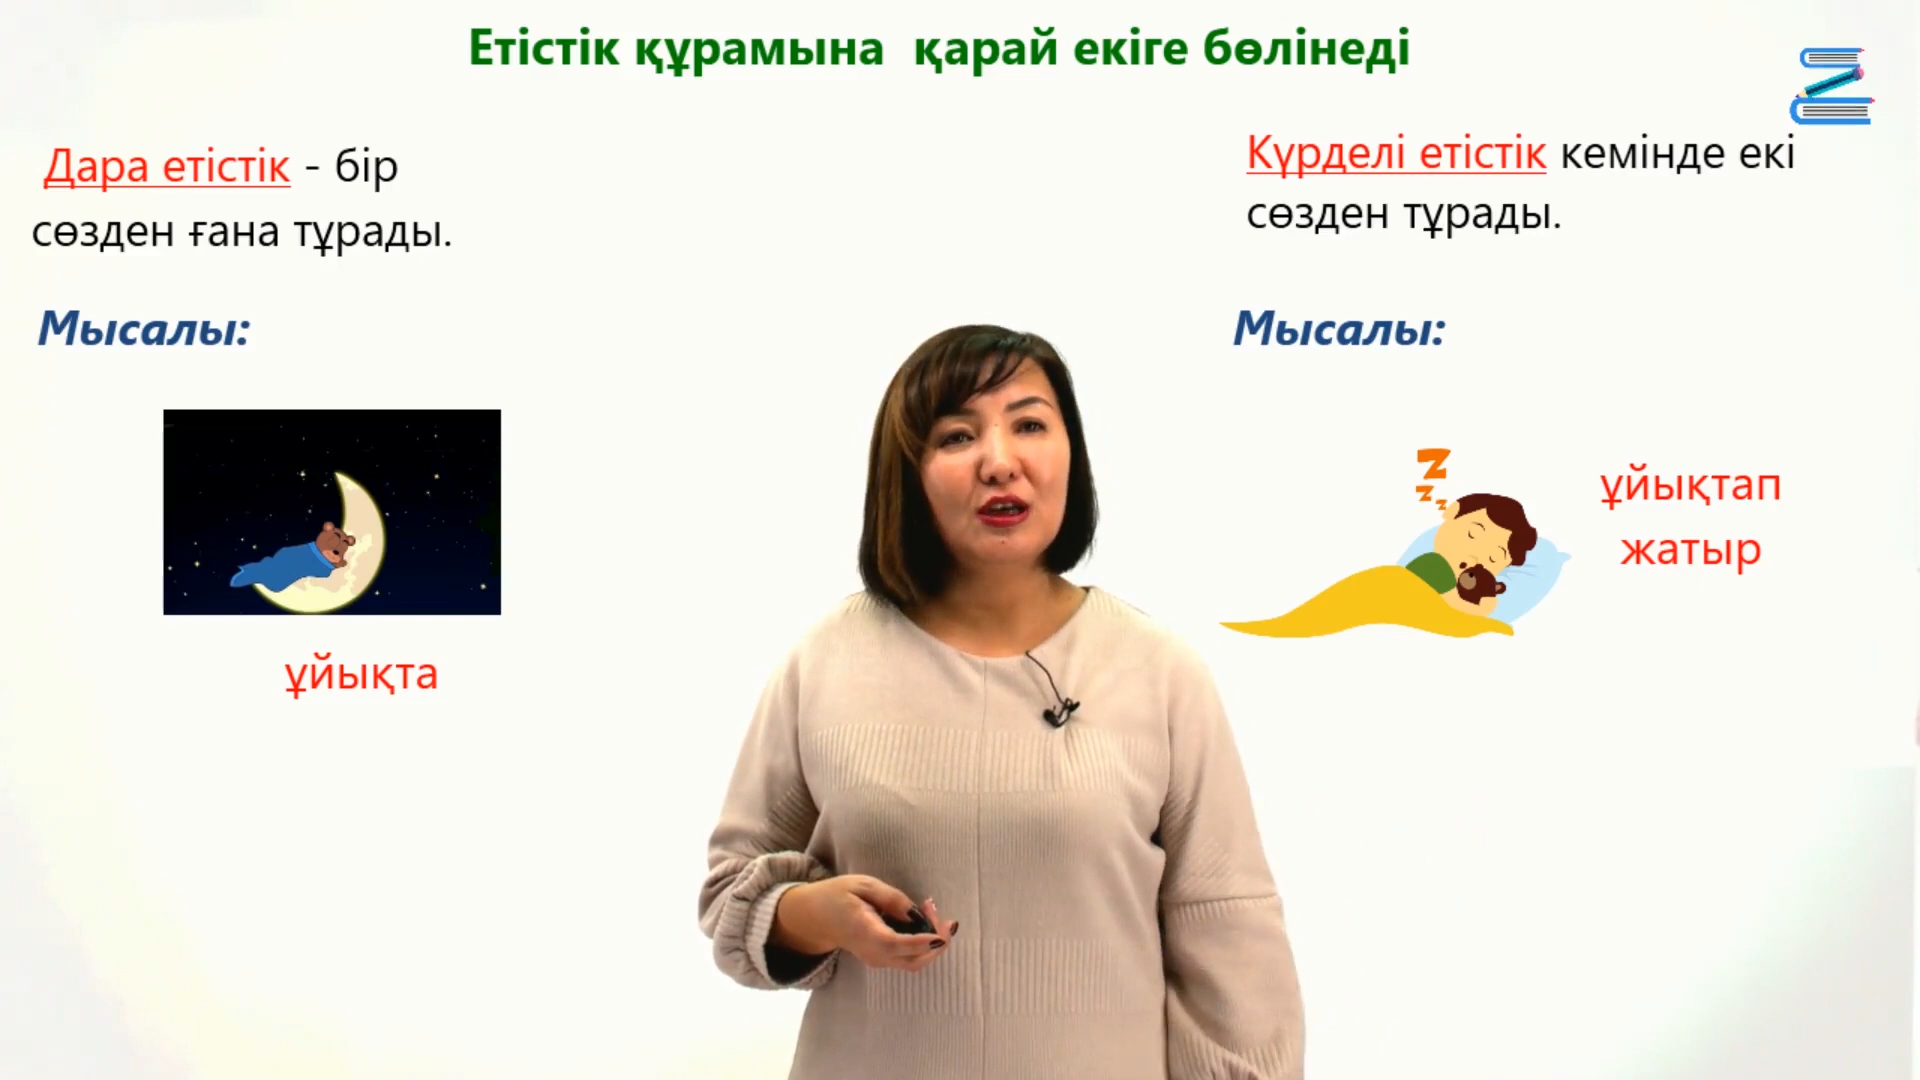 Етістік құрамына қарай екіге бөлінеді
Дара етістік - бір
сөзден ғана тұрады.
Мысалы:
ұйықта
Күрделі етістік кемінде екі
сөзден тұрады.
Мысалы:
ұйықтап
жатыр